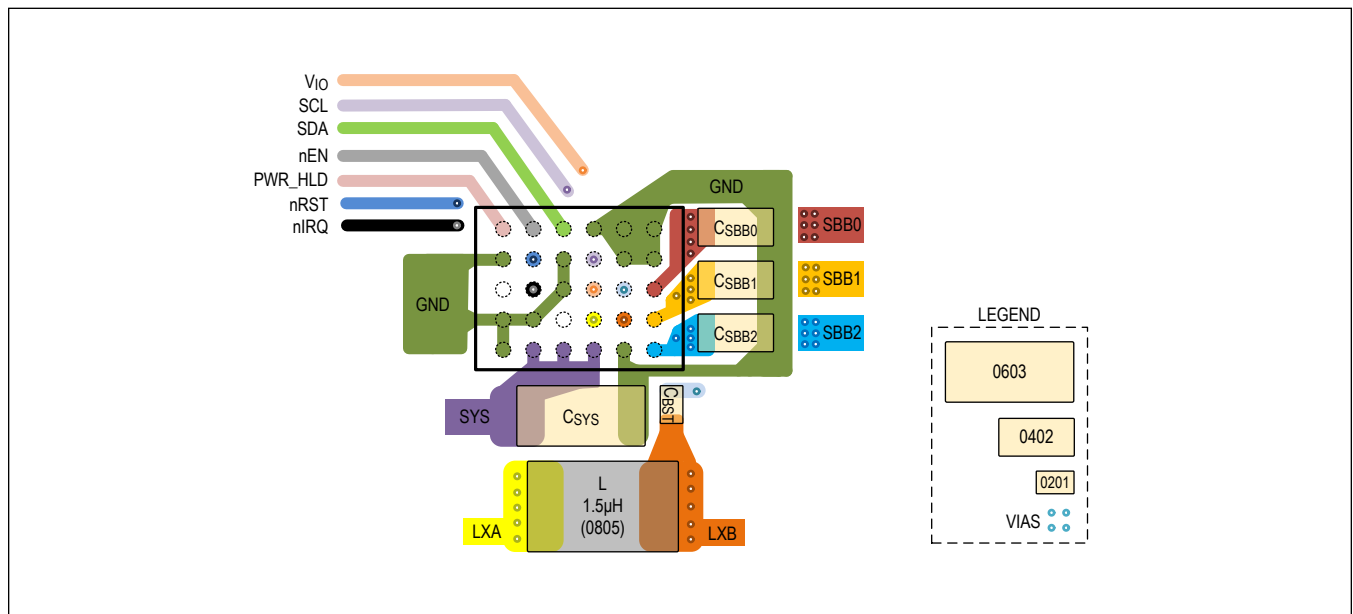 VIO
SCL
SDA
nEN
PWR_HLD
nRST
nIRQ
GND
GND
CSBB0
CSBB1
CSBB2
SBB0
SBB1
SBB2
SYS
CSYS
CBST
LXA
L
1.5µH
(0805)
LXB
LEGEND
0603
0402
0201
VIAS